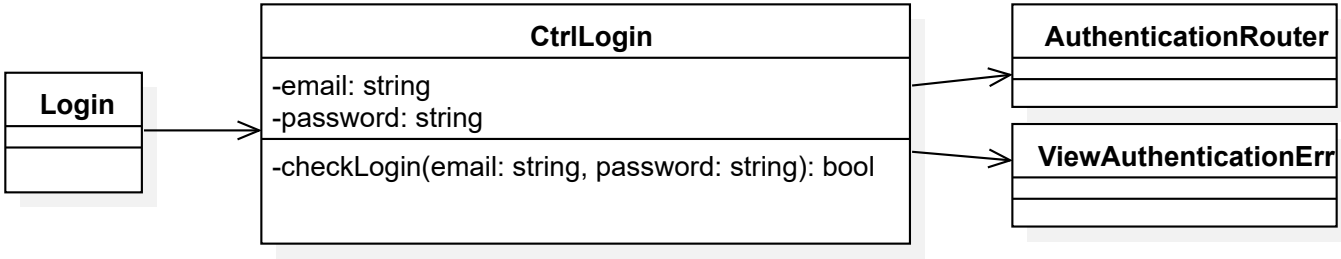 Login
CtrlLogin
-email: string
-password: string
-checkLogin(email: string, password: string): bool
AuthenticationRouter
ViewAuthenticationErr